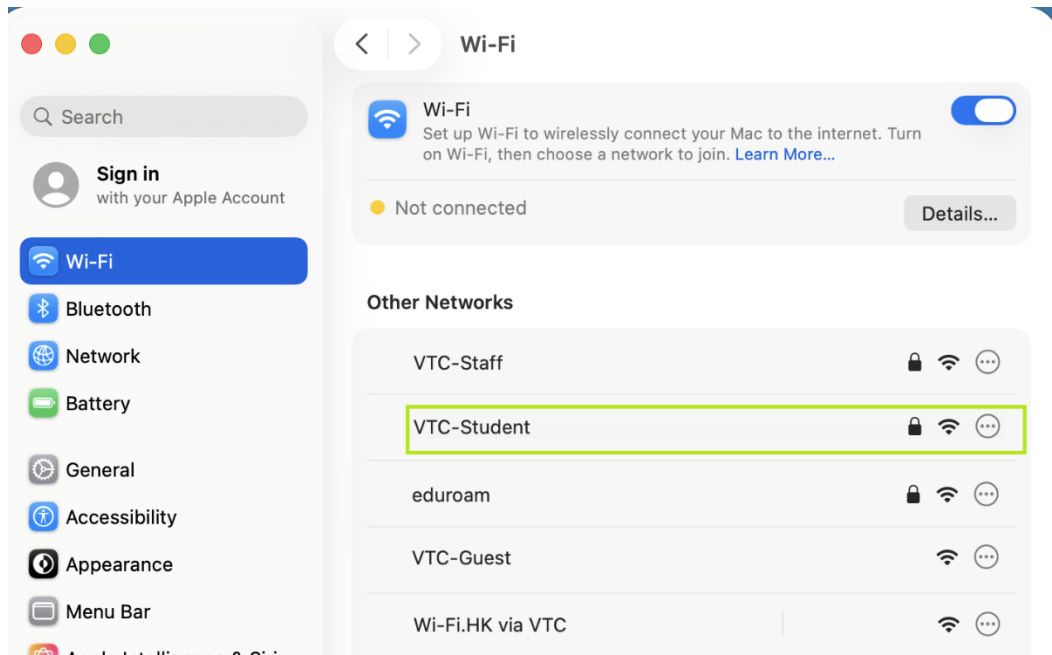 Wi-Fi
Search
Sign in
with your Apple Account
Wi-Fi
Bluetooth
Network
Battery
General
Accessibility
Appearance
Menu Bar
Wi-Fi
Set up Wi-Fi to wirelessly connect your Mac to the internet. Turn
on Wi-Fi, then choose a network to join. Learn More...
Not connected
Details...
Other Networks
VTC-Staff
VTC-Student
eduroam
VTC-Guest
Wi-Fi.HK via VTC